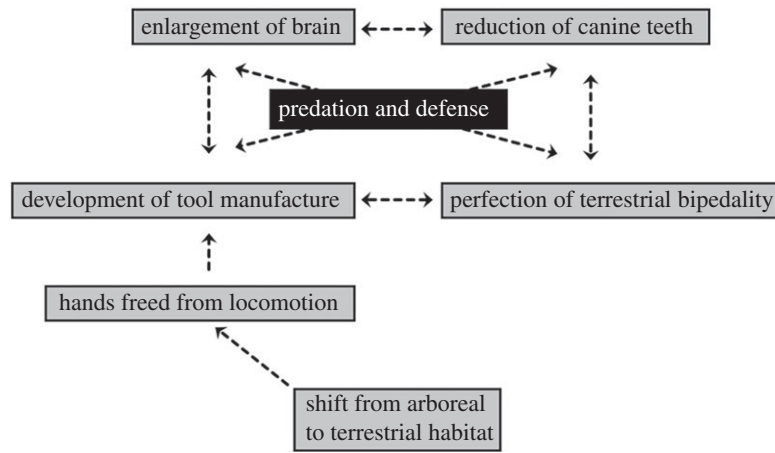 enlargement of brain
reduction of canine teeth
predation and defense
development of tool manufacture
perfection of terrestrial bipedality
hands freed from locomotion
shift from arboreal
to terrestrial habitat